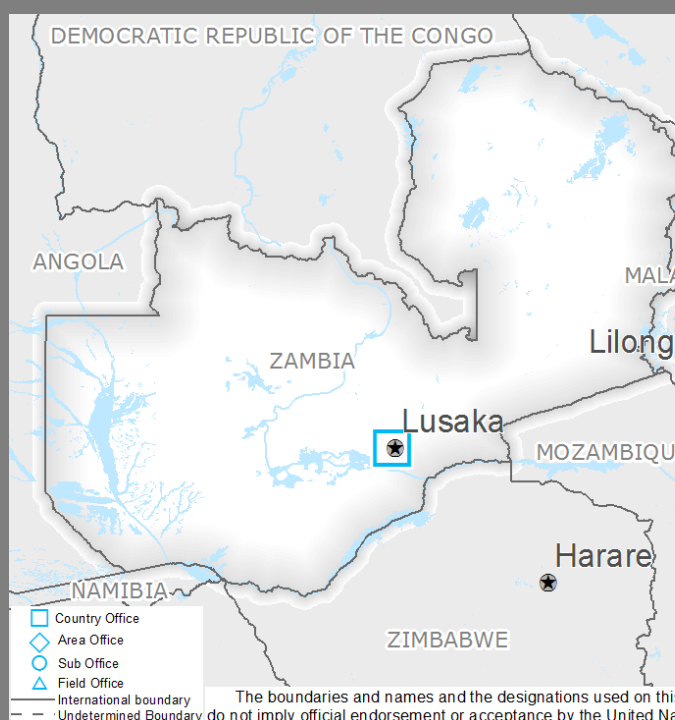 DEMOCRATIC REPUBLIC OF THE CONGO
ANGOLA
MALA
Lilong
ZAMBIA
Lusaka
MOZAMBIQU
Harare
NAMIBIA
ZIMBABWE
Country Office
Area Office
Sub Office
Field Office
International boundary
Undetermined Boundary
The boundaries and names and the designations used on this
do not imply official endorsement or acceptance by the United Na